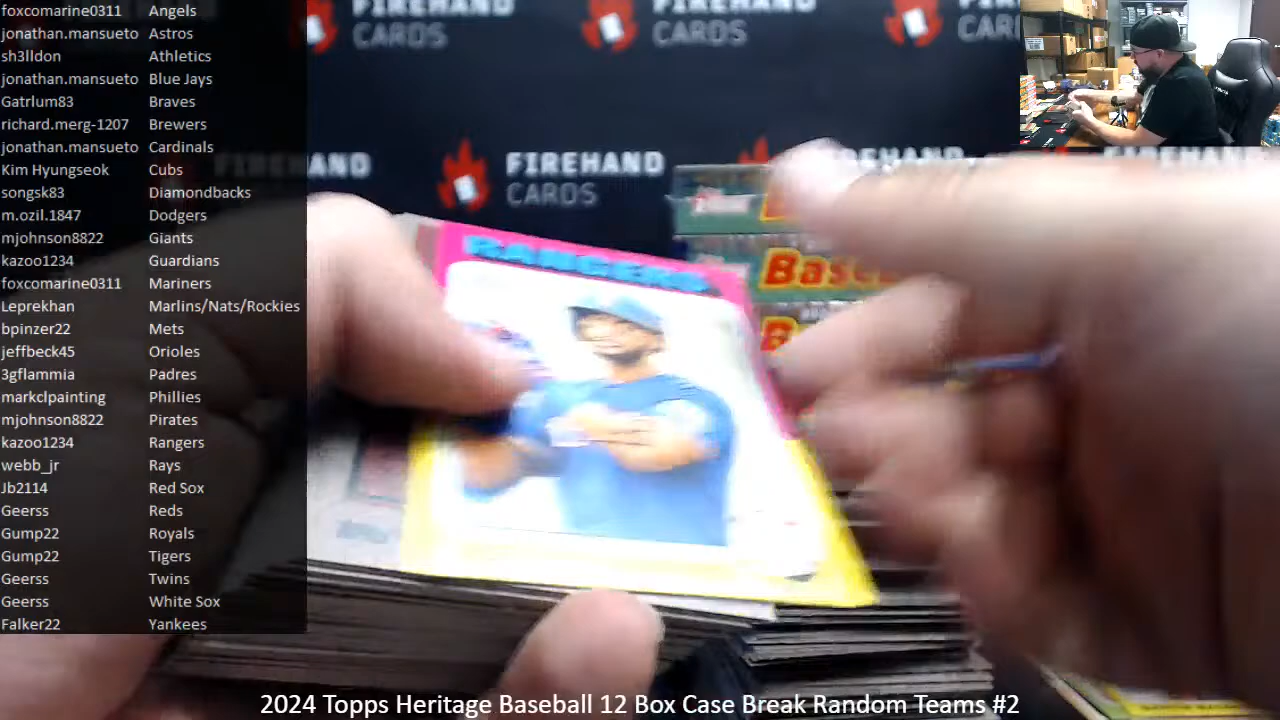 foxcomarine0311 Angels
jonathan.mansueto Astros
sh3lldon Athletics
jonathan.mansueto Blue Jays
Gatrlum83 Braves
richard.merg-1207 Brewers
jonathan.mansueto Cardinals
Kim Hyungseok Cubs
songsk83 Diamondbacks
m.ozil.1847 Dodgers
mjohnson8822 Giants
kazoo1234 Guardians
foxcomarine0311 Mariners
Leprekhan Marlins/Nats/Rockies
bpinzer22 Mets
jeffbeck45 Orioles
3gflammia Padres
markclpainting Phillies
mjohnson8822 Pirates
kazoo1234 Rangers
webb_jr Rays
Jb2114 Red Sox
Geerss Reds
Gump22 Royals
Gump22 Tigers
Geerss Twins
Geerss White Sox
Falker22 Yankees
FIREHAND CARDS
FIREHAND CARDS
FIREHAND
CARDS
RANGERS
2024 Topps Heritage Baseball 12 Box Case Break Random Teams #2